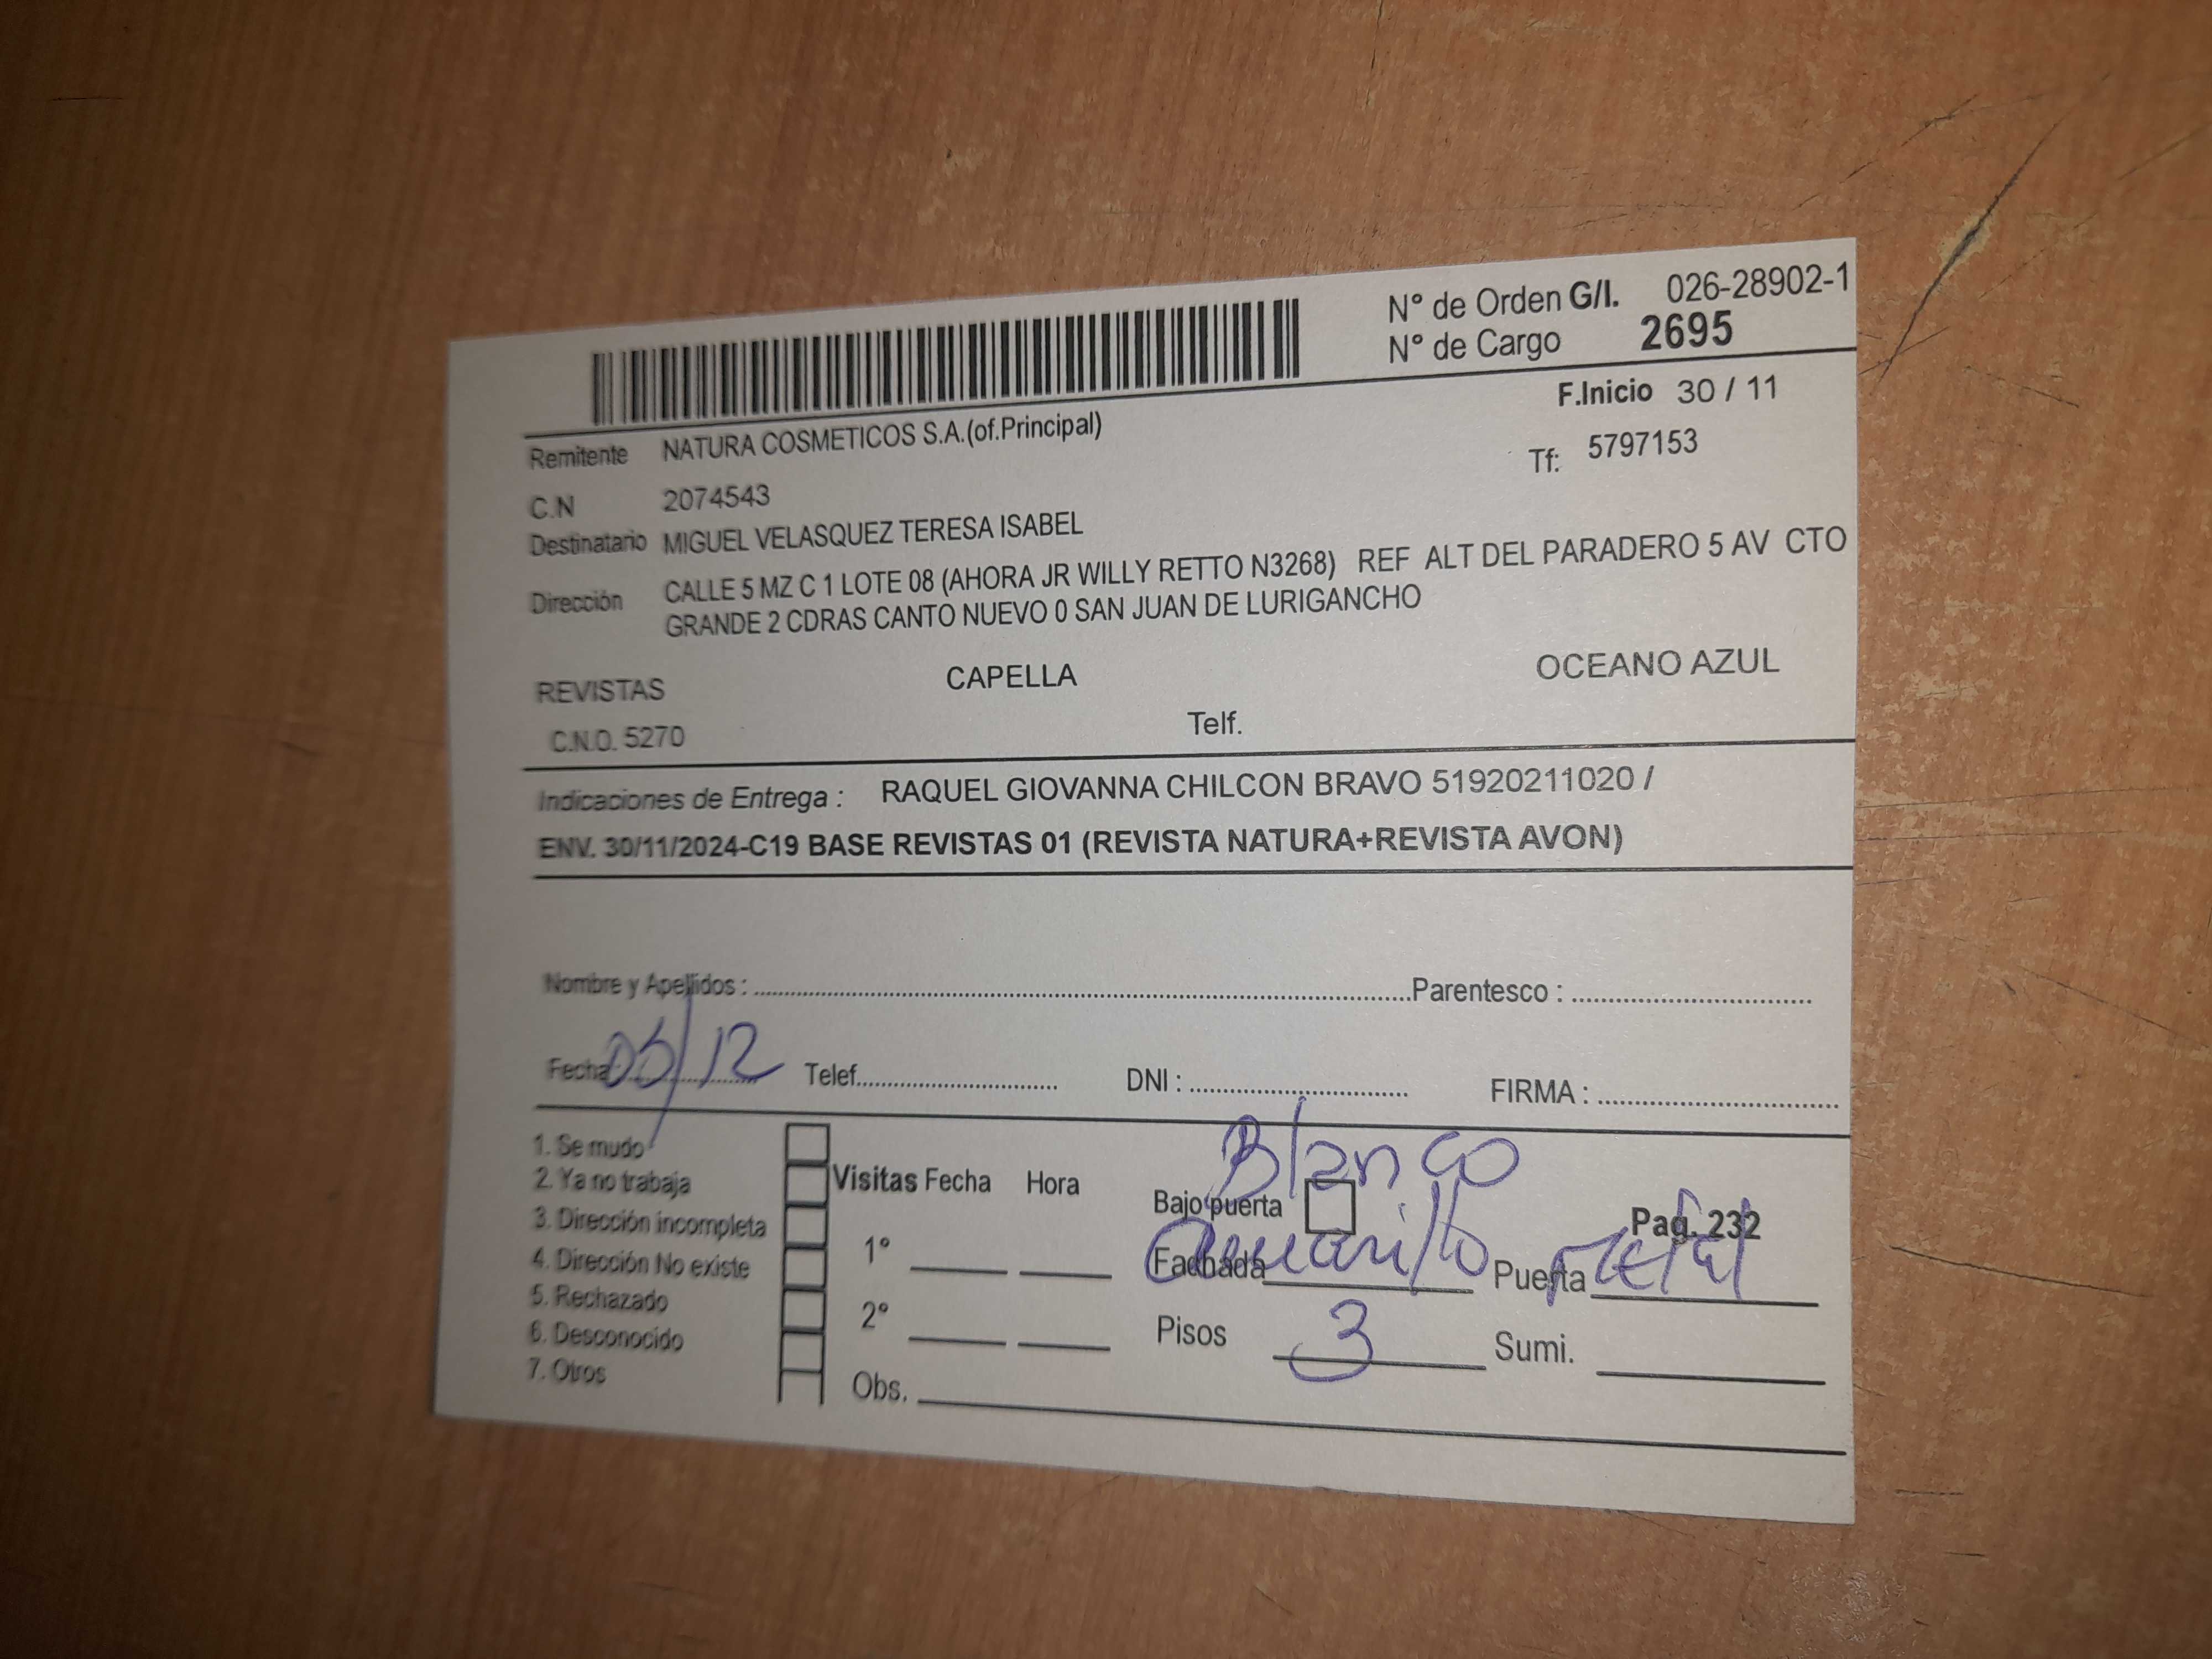 N° de Orden G/I. 026-28902-1
N° de Cargo 2695
F.Inicio 30 / 11
Remitente NATURA COSMETICOS S.A.(of.Principal)
Tf: 5797153
C.N 2074543
Destinatario MIGUEL VELASQUEZ TERESA ISABEL
Dirección CALLE 5 MZ C 1 LOTE 08 (AHORA JR WILLY RETTO N3268) REF ALT DEL PARADERO 5 AV CTO
GRANDE 2 CDRAS CANTO NUEVO 0 SAN JUAN DE LURIGANCHO
REVISTAS CAPELLA OCEANO AZUL
C.N.O. 5270 Telf.
Indicaciones de Entrega : RAQUEL GIOVANNA CHILCON BRAVO 51920211020 /
ENV. 30/11/2024-C19 BASE REVISTAS 01 (REVISTA NATURA+REVISTA AVON)
Nombre y Apellidos : Parentesco :
Fecha: 05/12 Telef. DNI : FIRMA :
1. Se mudo
2. Ya no trabaja
3. Dirección incompleta
4. Dirección No existe
5. Rechazado
6. Desconocido
7. Otros
Visitas Fecha Hora
1°
2°
Obs.
Blanco
Bajo puerta Pag. 232
Fachada Amarillo Puerta Metal
Pisos 3 Sumi.